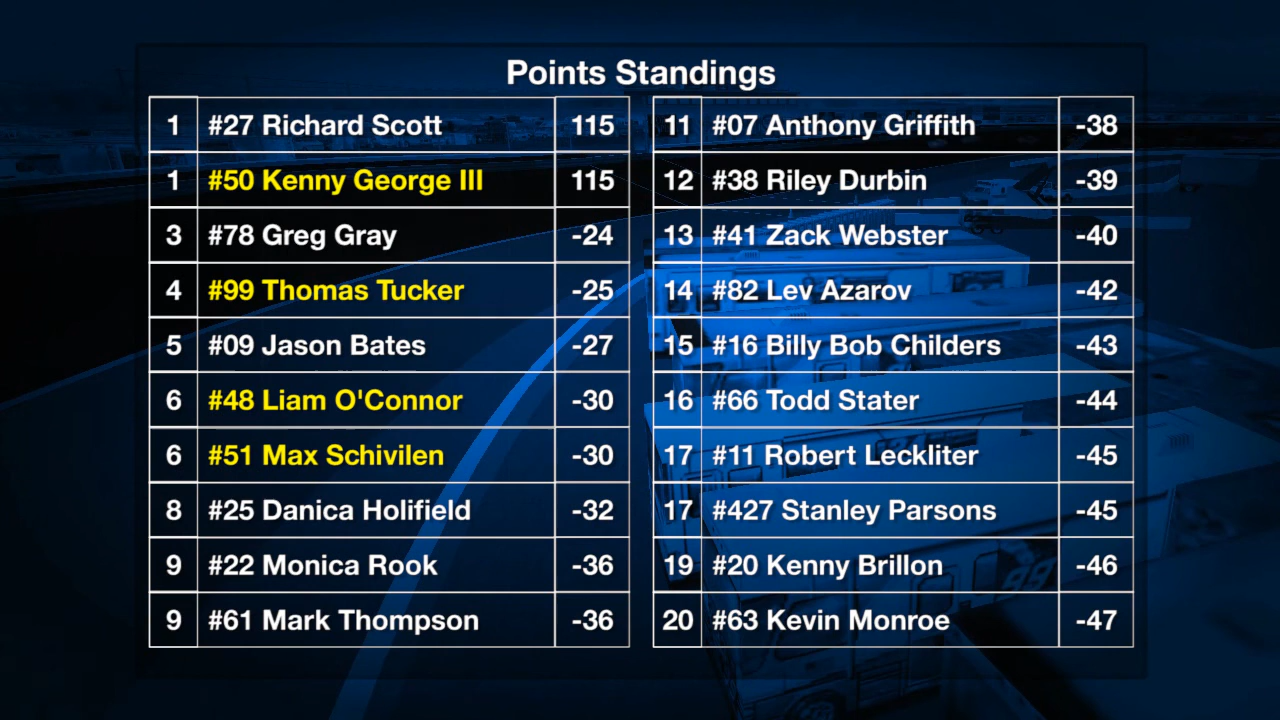 Points Standings
1 #27 Richard Scott 115
1 #50 Kenny George III 115
3 #78 Greg Gray -24
4 #99 Thomas Tucker -25
5 #09 Jason Bates -27
6 #48 Liam O'Connor -30
6 #51 Max Schivilen -30
8 #25 Danica Holifield -32
9 #22 Monica Rook -36
9 #61 Mark Thompson -36
11 #07 Anthony Griffith -38
12 #38 Riley Durbin -39
13 #41 Zack Webster -40
14 #82 Lev Azarov -42
15 #16 Billy Bob Childers -43
16 #66 Todd Stater -44
17 #11 Robert Leckliter -45
17 #427 Stanley Parsons -45
19 #20 Kenny Brillon -46
20 #63 Kevin Monroe -47